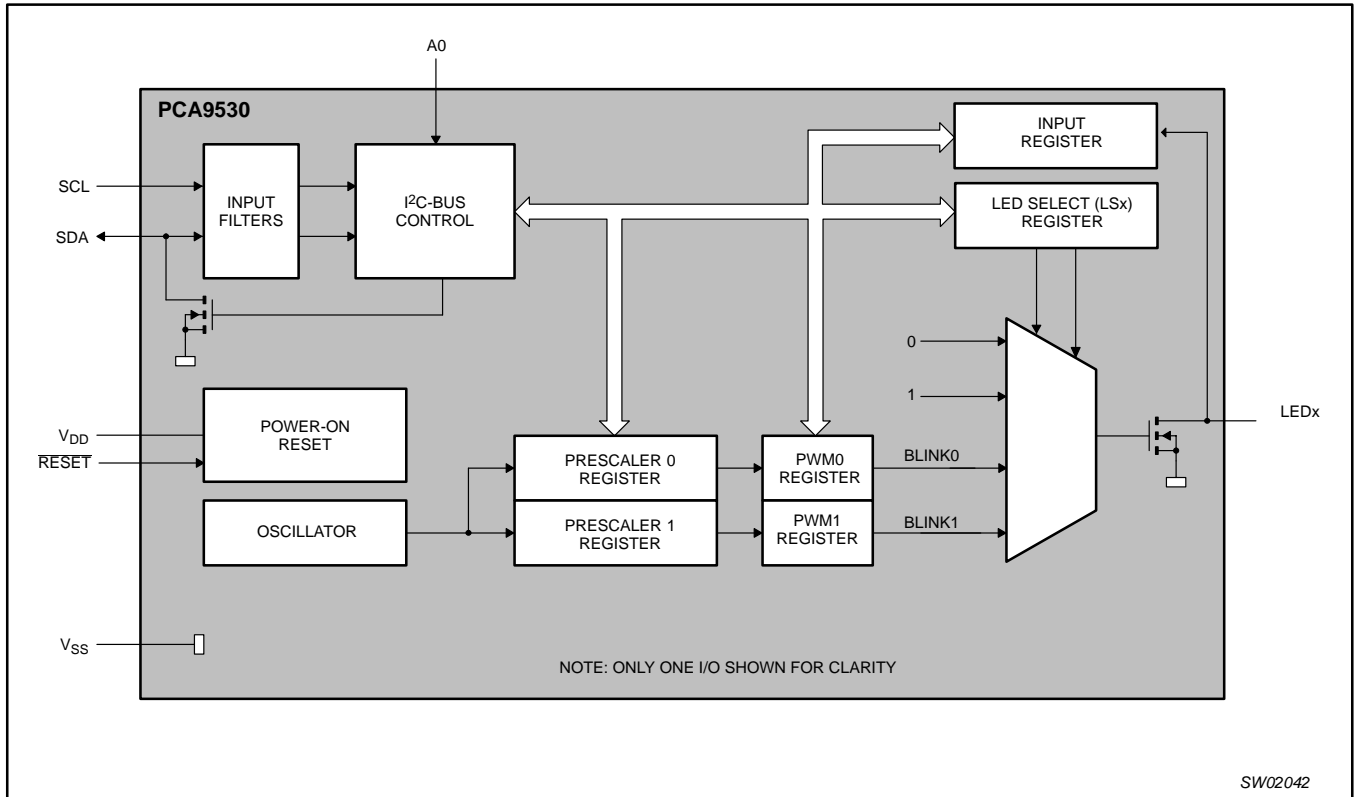 A0
PCA9530
INPUT
REGISTER
SCL
INPUT
FILTERS
I²C-BUS
CONTROL
LED SELECT (LSx)
REGISTER
SDA
0
1
LEDx
VDD
POWER-ON
RESET
RESET
PRESCALER 0
REGISTER
PWM0
REGISTER
BLINK0
OSCILLATOR
PRESCALER 1
REGISTER
PWM1
REGISTER
BLINK1
VSS
NOTE: ONLY ONE I/O SHOWN FOR CLARITY
SW02042